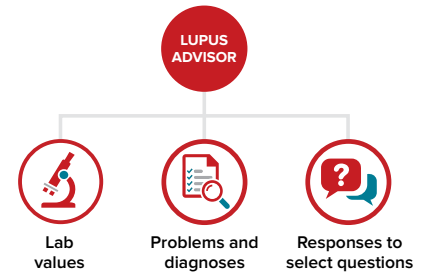 LUPUS
ADVISOR
?
Lab
values
Problems and
diagnoses
Responses to
select questions